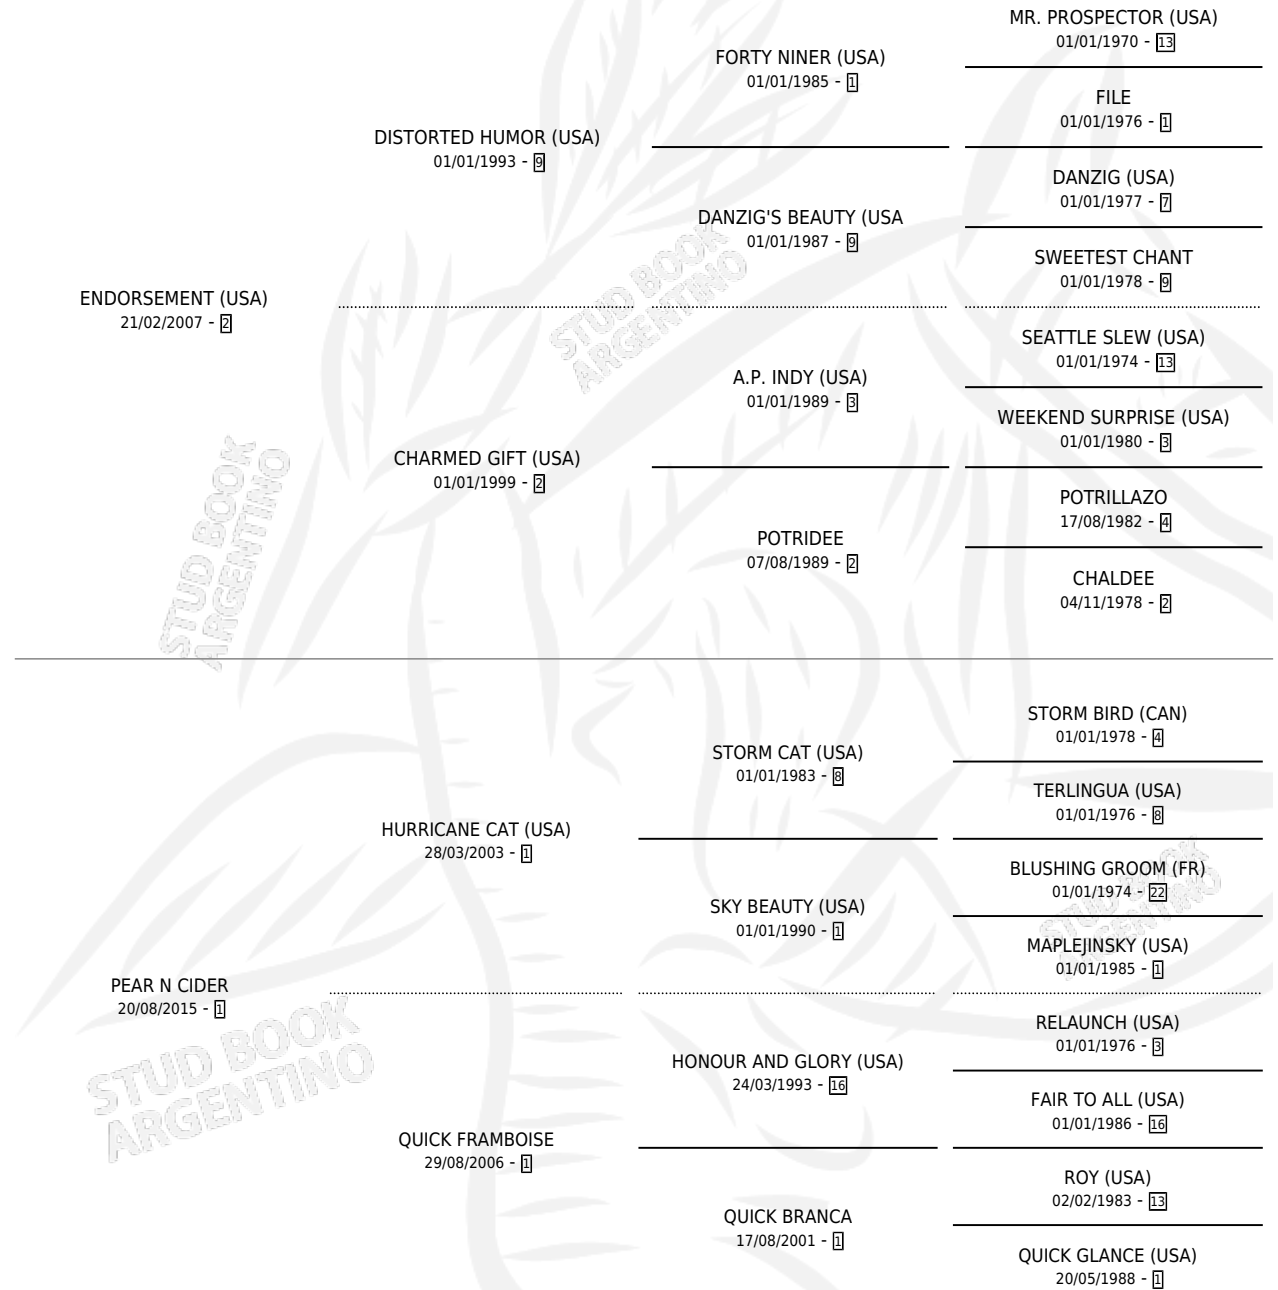 MR. PROSPECTOR (USA)
01/01/1970 - 13
FORTY NINER (USA)
01/01/1985 - 1
FILE
01/01/1976 - 1
DISTORTED HUMOR (USA)
01/01/1993 - 9
DANZIG (USA)
01/01/1977 - 7
DANZIG'S BEAUTY (USA
01/01/1987 - 9
SWEETEST CHANT
01/01/1978 - 9
ENDORSEMENT (USA)
21/02/2007 - 2
STUD BOOK
ARGENTINO
SEATTLE SLEW (USA)
01/01/1974 - 13
A.P. INDY (USA)
01/01/1989 - 3
WEEKEND SURPRISE (USA)
01/01/1980 - 3
CHARMED GIFT (USA)
01/01/1999 - 2
POTRILLAZO
17/08/1982 - 4
POTRIDEE
07/08/1989 - 2
CHALDEE
04/11/1978 - 2
STUD BOOK
ARGENTINO
STORM BIRD (CAN)
01/01/1978 - 4
STORM CAT (USA)
01/01/1983 - 8
TERLINGUA (USA)
01/01/1976 - 8
HURRICANE CAT (USA)
28/03/2003 - 1
BLUSHING GROOM (FR)
01/01/1974 - 22
SKY BEAUTY (USA)
01/01/1990 - 1
STUD BOOK
ARGENTINO
MAPLEJINSKY (USA)
01/01/1985 - 1
PEAR N CIDER
20/08/2015 - 1
STUD BOOK
ARGENTINO
RELAUNCH (USA)
01/01/1976 - 3
HONOUR AND GLORY (USA)
24/03/1993 - 16
FAIR TO ALL (USA)
01/01/1986 - 16
QUICK FRAMBOISE
29/08/2006 - 1
ROY (USA)
02/02/1983 - 13
QUICK BRANCA
17/08/2001 - 1
QUICK GLANCE (USA)
20/05/1988 - 1